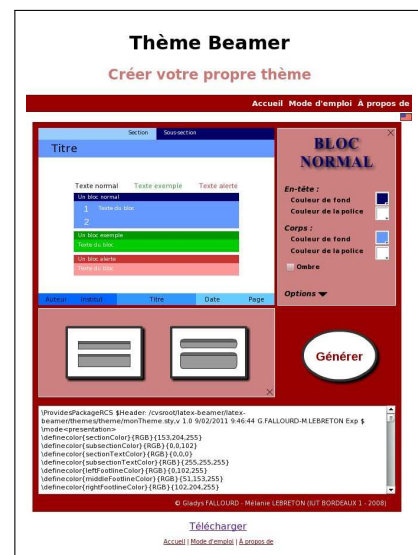 Thème Beamer
Créer votre propre thème
Accueil Mode d'emploi À propos de
Section Sous-section
Titre
Texte normal Texte exemple Texte alerte
Un bloc normal
1 Texte du bloc
2
Un bloc exemple
Texte du bloc
Un bloc alerte
Texte du bloc
Auteur Institut Titre Date Page
BLOC
NORMAL
En-tête :
Couleur de fond
Couleur de la police
Corps :
Couleur de fond
Couleur de la police
Ombre
Options
Générer
\ProvidesPackageRCS $Header: /cvsroot/latex-beamer/latex-
beamer/themes/theme/monTheme.sty,v 1.0 9/02/2011 9:46:44 G.FALLOURD-M.LEBRETON Exp $
\mode<presentation>
\definecolor{sectionColor}{RGB}{153,204,255}
\definecolor{subsectionColor}{RGB}{0,0,102}
\definecolor{sectionTextColor}{RGB}{0,0,0}
\definecolor{subsectionTextColor}{RGB}{255,255,255}
\definecolor{leftFootlineColor}{RGB}{0,102,255}
\definecolor{middleFootlineColor}{RGB}{51,153,255}
\definecolor{rightFootlineColor}{RGB}{102,204,255}
© Gladys FALLOURD - Mélanie LEBRETON (IUT BORDEAUX 1 - 2008)
Télécharger
Accueil | Mode d'emploi | À propos de